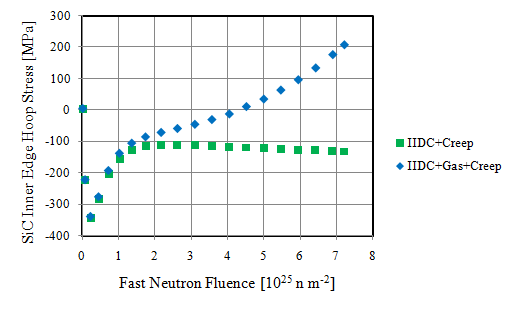 SiC Inner Edge Hoop Stress [MPa]
300
200
100
0
-100
-200
-300
-400
0 1 2 3 4 5 6 7 8
Fast Neutron Fluence [10²⁵ n m⁻²]
IIDC+Creep
IIDC+Gas+Creep